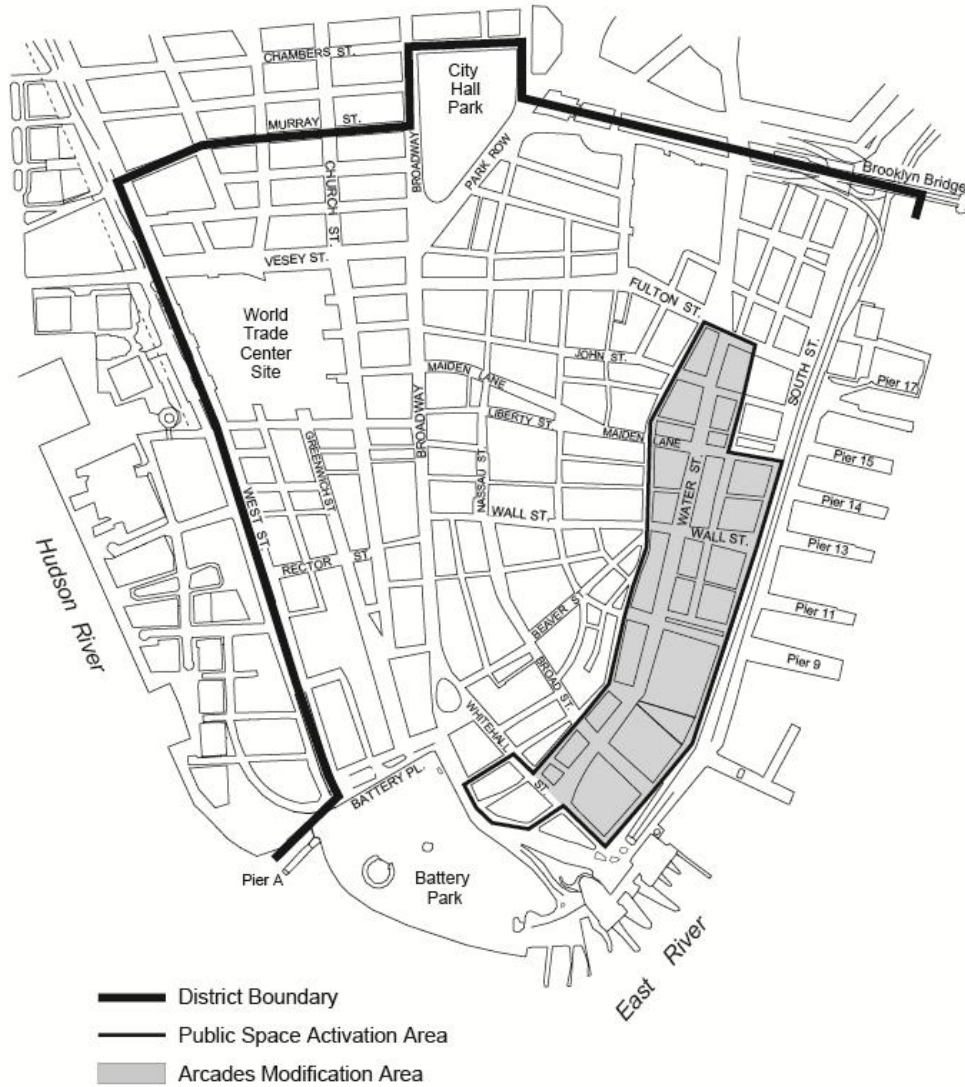 CHAMBERS ST.
City
Hall
Park
MURRAY ST.
BROADWAY
PARK ROW
CHURCH ST.
Brooklyn Bridge
VESEY ST.
FULTON ST.
World
Trade
Center
Site
JOHN ST.
SOUTH ST.
MAIDEN LANE
Pier 17
BROADWAY
LIBERTY ST.
GREENWICH ST.
MAIDEN LANE
NASSAU ST.
WATER ST.
Pier 15
WEST ST.
Pier 14
WALL ST.
WALL ST.
Pier 13
RECTOR ST.
Hudson River
BEAVER ST
Pier 11
Pier 9
BROAD ST.
WHITEHALL ST.
BATTERY PL.
Pier A
Battery
Park
East River
District Boundary
Public Space Activation Area
Arcades Modification Area